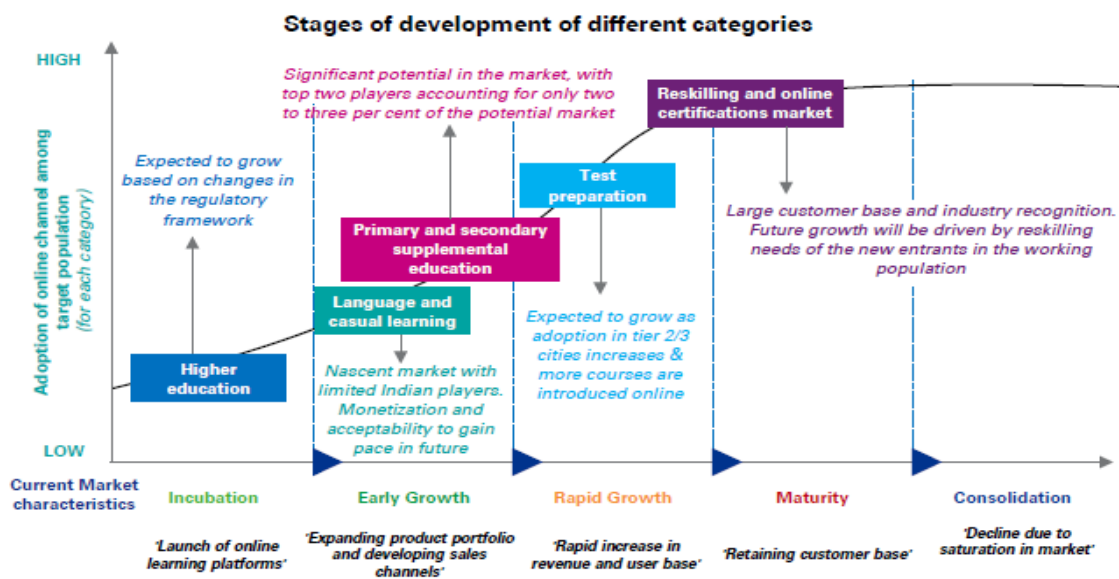 Stages of development of different categories
HIGH
Adoption of online channel among
target population
(for each category)
LOW
Expected to grow
based on changes in
the regulatory
framework
Higher
education
Significant potential in the market, with
top two players accounting for only two
to three per cent of the potential market
Primary and secondary
supplemental
education
Language and
casual learning
Nascent market with
limited Indian players.
Monetization and
acceptability to gain
pace in future
Test
preparation
Expected to grow as
adoption in tier 2/3
cities increases &
more courses are
introduced online
Reskilling and online
certifications market
Large customer base and industry recognition.
Future growth will be driven by reskilling
needs of the new entrants in the working
population
Current Market
characteristics
Incubation
Early Growth
Rapid Growth
Maturity
Consolidation
'Launch of online
learning platforms'
'Expanding product portfolio
and developing sales
channels'
'Rapid increase in
revenue and user base'
'Retaining customer base'
'Decline due to
saturation in market'